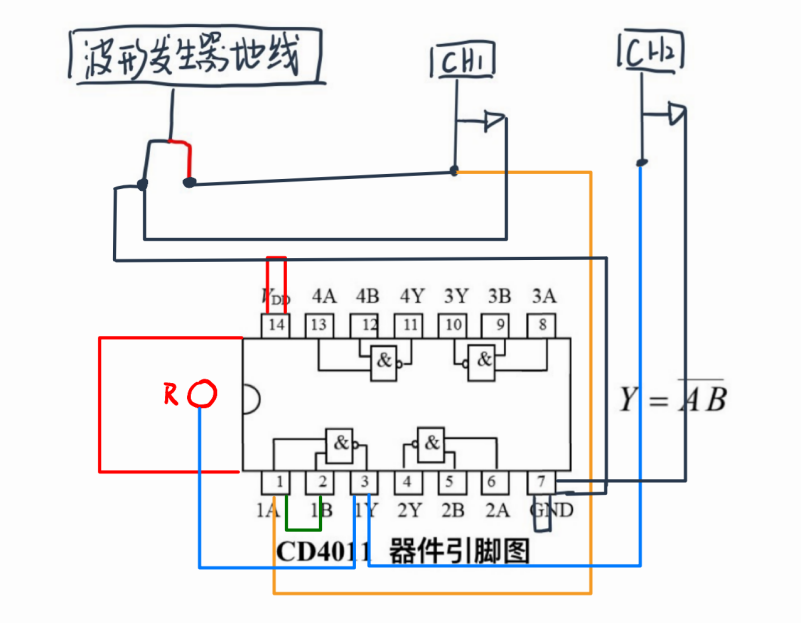 波形发生器地线
CH1
CH2
VDD 4A 4B 4Y 3Y 3B 3A
14 13 12 11 10 9 8
& &
R
Y = AB
& &
1 2 3 4 5 6 7
1A 1B 1Y 2Y 2B 2A GND
CD4011 器件引脚图